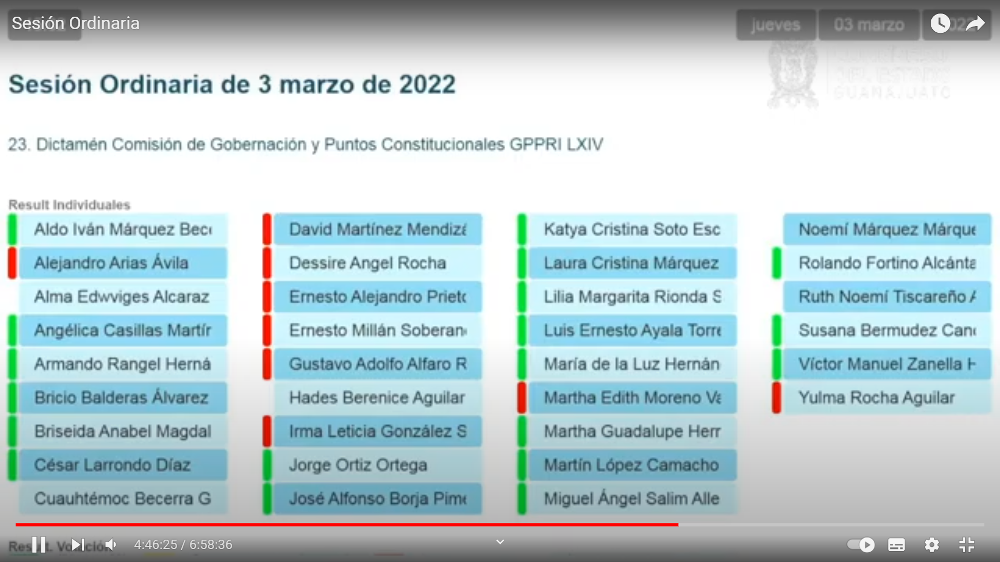 Sesión Ordinaria
jueves 03 marzo
CONGRESO
DEL ESTADO
GUANAJUATO
Sesión Ordinaria de 3 marzo de 2022
23. Dictamén Comisión de Gobernación y Puntos Constitucionales GPPRI LXIV
Result Individuales
Aldo Iván Márquez Bec
Alejandro Arias Ávila
Alma Edwviges Alcaraz
Angélica Casillas Martír
Armando Rangel Herná
Bricio Balderas Álvarez
Briseida Anabel Magdal
César Larrondo Díaz
Cuauhtémoc Becerra G
David Martínez Mendizá
Dessire Angel Rocha
Ernesto Alejandro Prieto
Ernesto Millán Soberan
Gustavo Adolfo Alfaro R
Hades Berenice Aguilar
Irma Leticia González S
Jorge Ortiz Ortega
José Alfonso Borja Pime
Katya Cristina Soto Esc
Laura Cristina Márquez
Lilia Margarita Rionda S
Luis Ernesto Ayala Torre
María de la Luz Hernán
Martha Edith Moreno Va
Martha Guadalupe Herr
Martín López Camacho
Miguel Ángel Salim Alle
Noemí Márquez Márque
Rolando Fortino Alcánta
Ruth Noemí Tiscareño A
Susana Bermudez Can
Víctor Manuel Zanella H
Yulma Rocha Aguilar
4:46:25 / 6:58:36